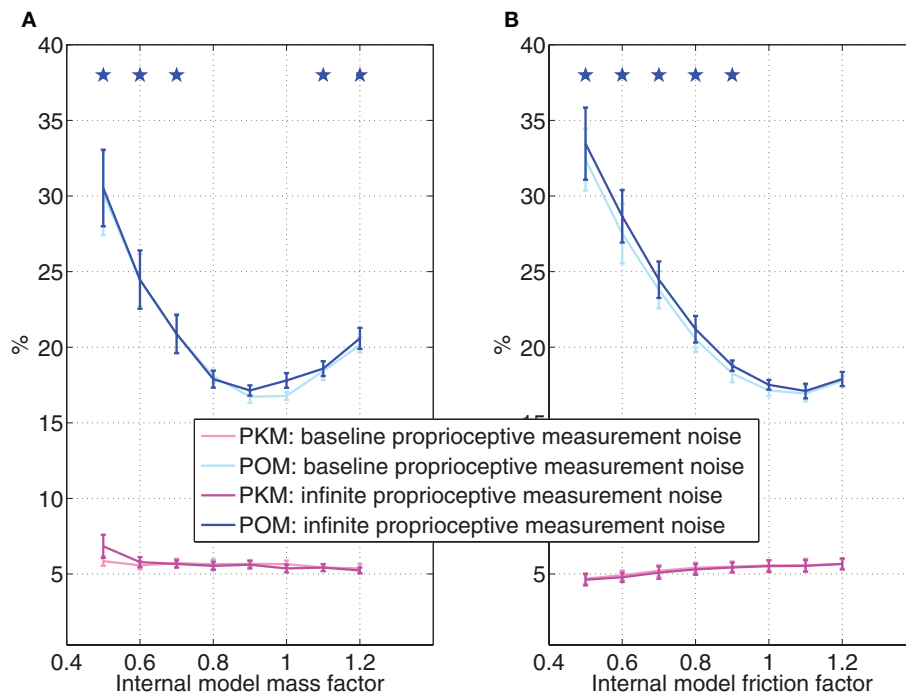 A
B
40
35
30
25
20
15
10
5
%
0.4 0.6 0.8 1 1.2
Internal model mass factor
40
35
30
25
20
15
10
5
%
0.4 0.6 0.8 1 1.2
Internal model friction factor
PKM: baseline proprioceptive measurement noise
POM: baseline proprioceptive measurement noise
PKM: infinite proprioceptive measurement noise
POM: infinite proprioceptive measurement noise